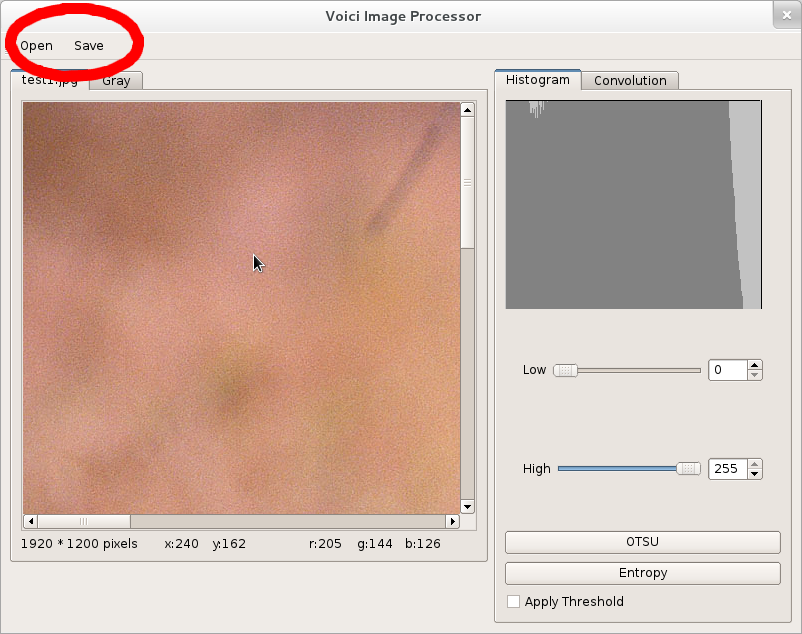 Voici Image Processor
Open Save
test1.jpg Gray
Histogram Convolution
Low 0
High 255
1920 * 1200 pixels x:240 y:162 r:205 g:144 b:126
OTSU
Entropy
Apply Threshold